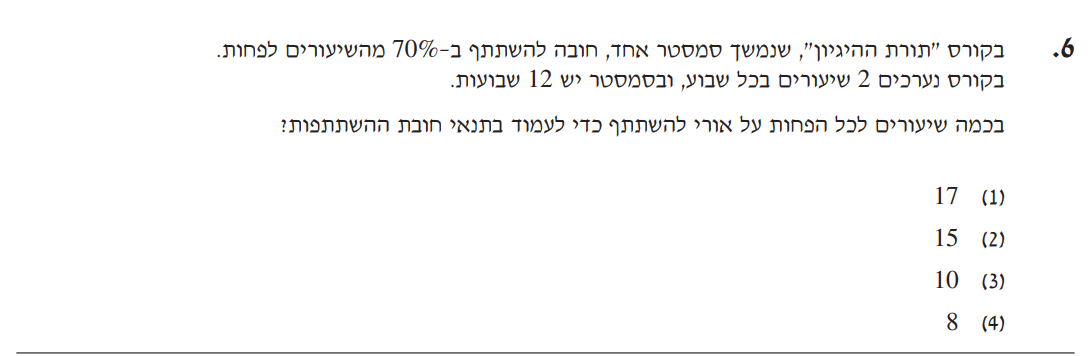 .6 בקורס "תורת ההיגיון", שנמשך סמסטר אחד, חובה להשתתף ב-70% מהשיעורים לפחות.
בקורס נערכים 2 שיעורים בכל שבוע, ובסמסטר יש 12 שבועות.
בכמה שיעורים לכל הפחות על אורי להשתתף כדי לעמוד בתנאי חובת ההשתתפות?
(1) 17
(2) 15
(3) 10
(4) 8